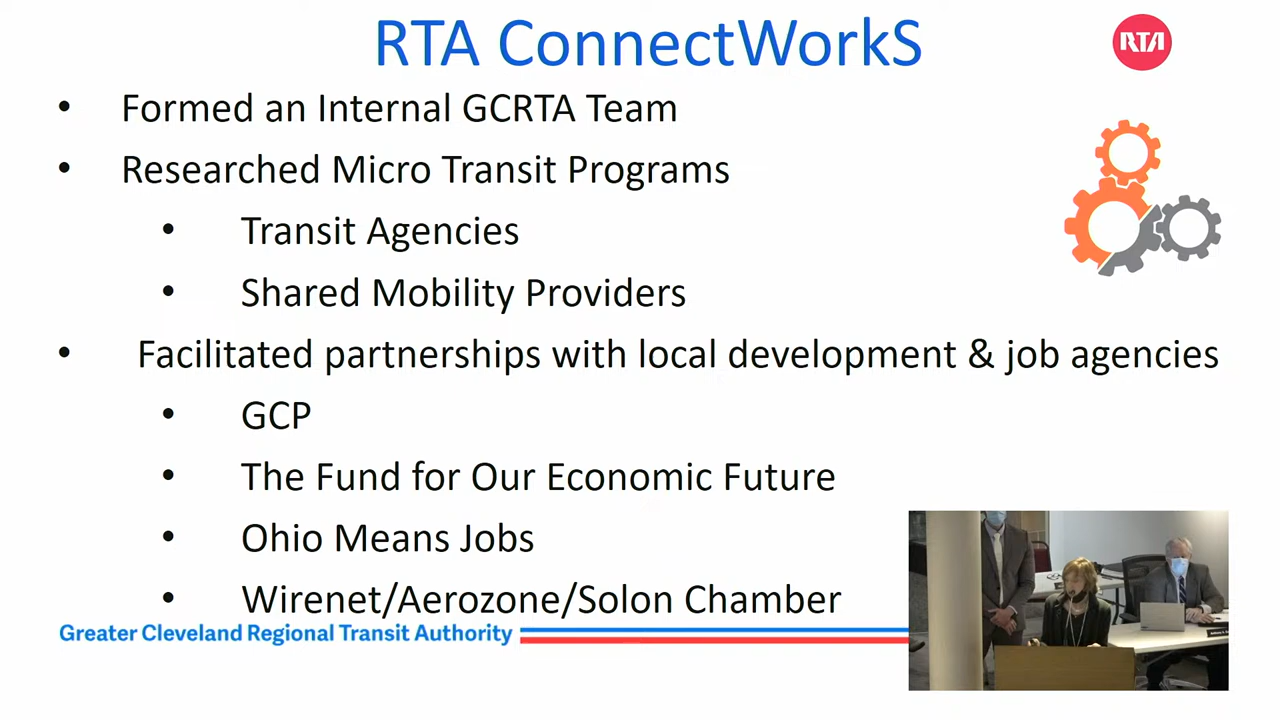 RTA ConnectWorkS
RTA
• Formed an Internal GCRTA Team
• Researched Micro Transit Programs
• Transit Agencies
• Shared Mobility Providers
• Facilitated partnerships with local development & job agencies
• GCP
• The Fund for Our Economic Future
• Ohio Means Jobs
• Wirenet/Aerozone/Solon Chamber
Greater Cleveland Regional Transit Authority